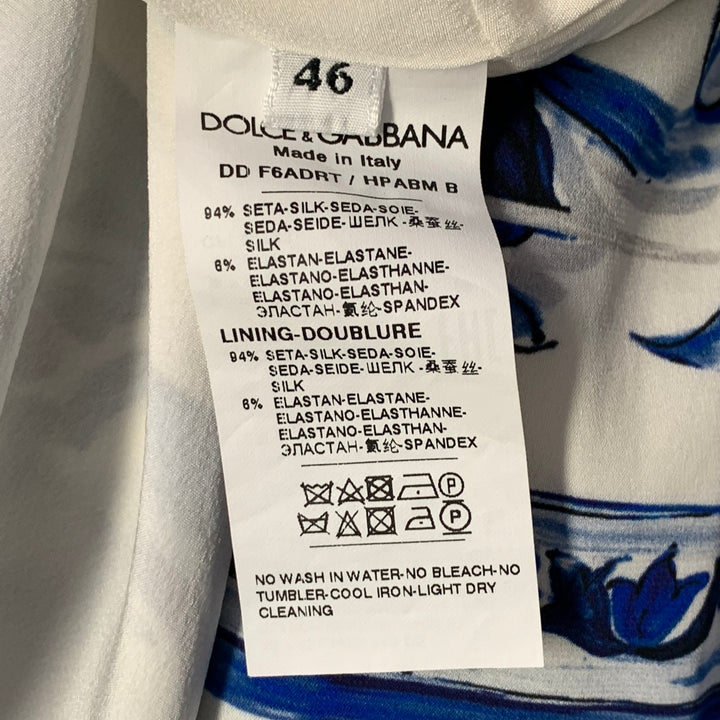 46
DOLCE & GABBANA
Made in Italy
DD F6ADRT / HPABM B
94% SETA-SILK-SEDA-SOIE-
SEDA-SEIDE-ШЕЛК -桑蚕丝-
SILK
6% ELASTAN-ELASTANE-
ELASTANO-ELASTHANNE-
ELASTANO-ELASTHAN-
ЭЛАСТАН-氨纶-SPANDEX
LINING-DOUBLURE
94% SETA-SILK-SEDA-SOIE-
SEDA-SEIDE-ШЕЛК -桑蚕丝-
SILK
6% ELASTAN-ELASTANE-
ELASTANO-ELASTHANNE-
ELASTANO-ELASTHAN-
ЭЛАСТАН-氨纶-SPANDEX
P
P
NO WASH IN WATER-NO BLEACH-NO
TUMBLER-COOL IRON-LIGHT DRY
CLEANING